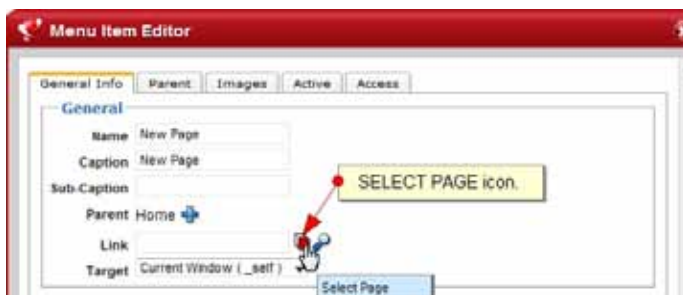 Menu Item Editor
General Info Parent Images Active Access
General
Name New Page
Caption New Page
Sub-Caption
SELECT PAGE icon.
Parent Home
Link
Target Current Window ( _self )
Select Page